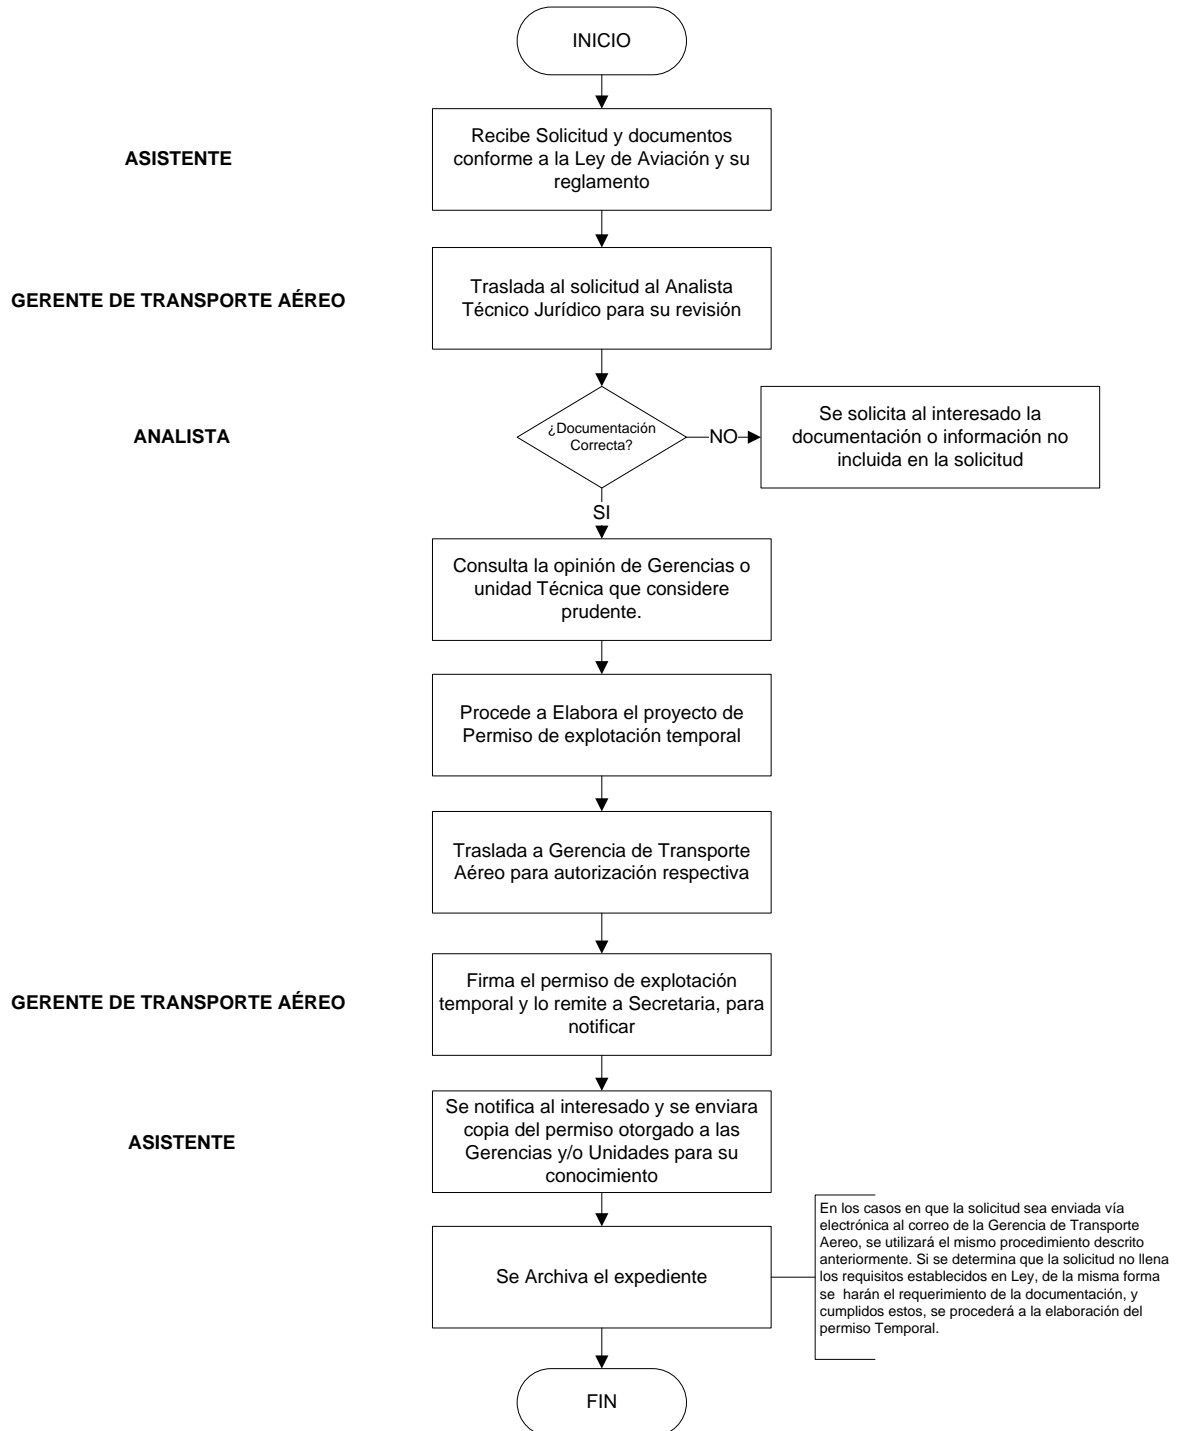 INICIO
ASISTENTE
Recibe Solicitud y documentos
conforme a la Ley de Aviación y su
reglamento
GERENTE DE TRANSPORTE AÉREO
Traslada al solicitud al Analista
Técnico Jurídico para su revisión
ANALISTA
¿Documentación
Correcta?
NO
Se solicita al interesado la
documentación o información no
incluida en la solicitud
SI
Consulta la opinión de Gerencias o
unidad Técnica que considere
prudente.
Procede a Elabora el proyecto de
Permiso de explotación temporal
Traslada a Gerencia de Transporte
Aéreo para autorización respectiva
GERENTE DE TRANSPORTE AÉREO
Firma el permiso de explotación
temporal y lo remite a Secretaria, para
notificar
ASISTENTE
Se notifica al interesado y se enviara
copia del permiso otorgado a las
Gerencias y/o Unidades para su
conocimiento
Se Archiva el expediente
En los casos en que la solicitud sea enviada vía
electrónica al correo de la Gerencia de Transporte
Aereo, se utilizará el mismo procedimiento descrito
anteriormente. Si se determina que la solicitud no llena
los requisitos establecidos en Ley, de la misma forma
se harán el requerimiento de la documentación, y
cumplidos estos, se procederá a la elaboración del
permiso Temporal.
FIN